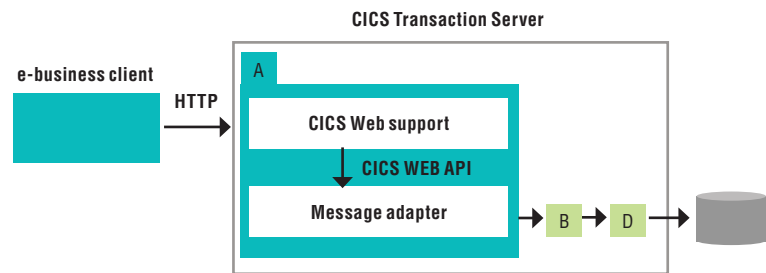 CICS Transaction Server
e-business client
A
HTTP
CICS Web support
CICS WEB API
Message adapter
B
D